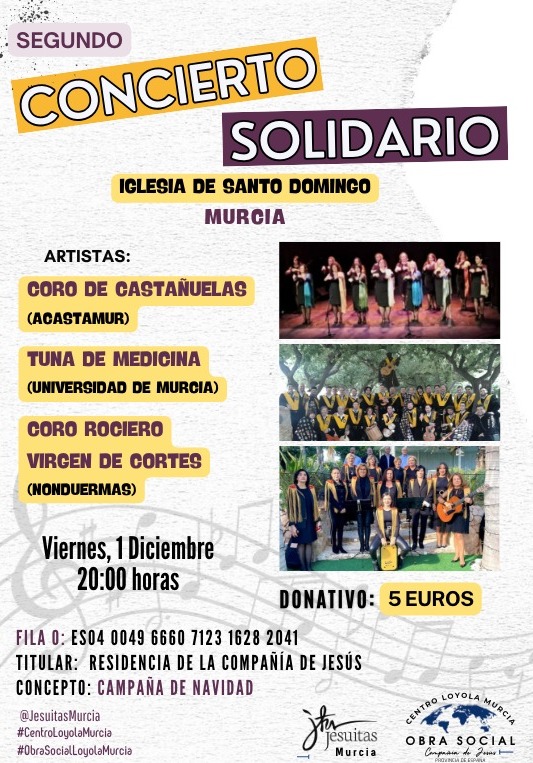 SEGUNDO
CONCIERTO
SOLIDARIO
IGLESIA DE SANTO DOMINGO
MURCIA
ARTISTAS:
CORO DE CASTAÑUELAS
(ACASTAMUR)
TUNA DE MEDICINA
(UNIVERSIDAD DE MURCIA)
CORO ROCIERO
VIRGEN DE CORTES
(NONDUERMAS)
Viernes, 1 Diciembre
20:00 horas
DONATIVO: 5 EUROS
FILA 0: ES04 0049 6660 7123 1628 2041
TITULAR: RESIDENCIA DE LA COMPAÑÍA DE JESÚS
CONCEPTO: CAMPAÑA DE NAVIDAD
@JesuitasMurcia
#CentroLoyolaMurcia
#ObraSocialLoyolaMurcia
jesuitas
Murcia
CENTRO LOYOLA MURCIA
OBRA SOCIAL
Compañía de Jesús
PROVINCIA DE ESPAÑA